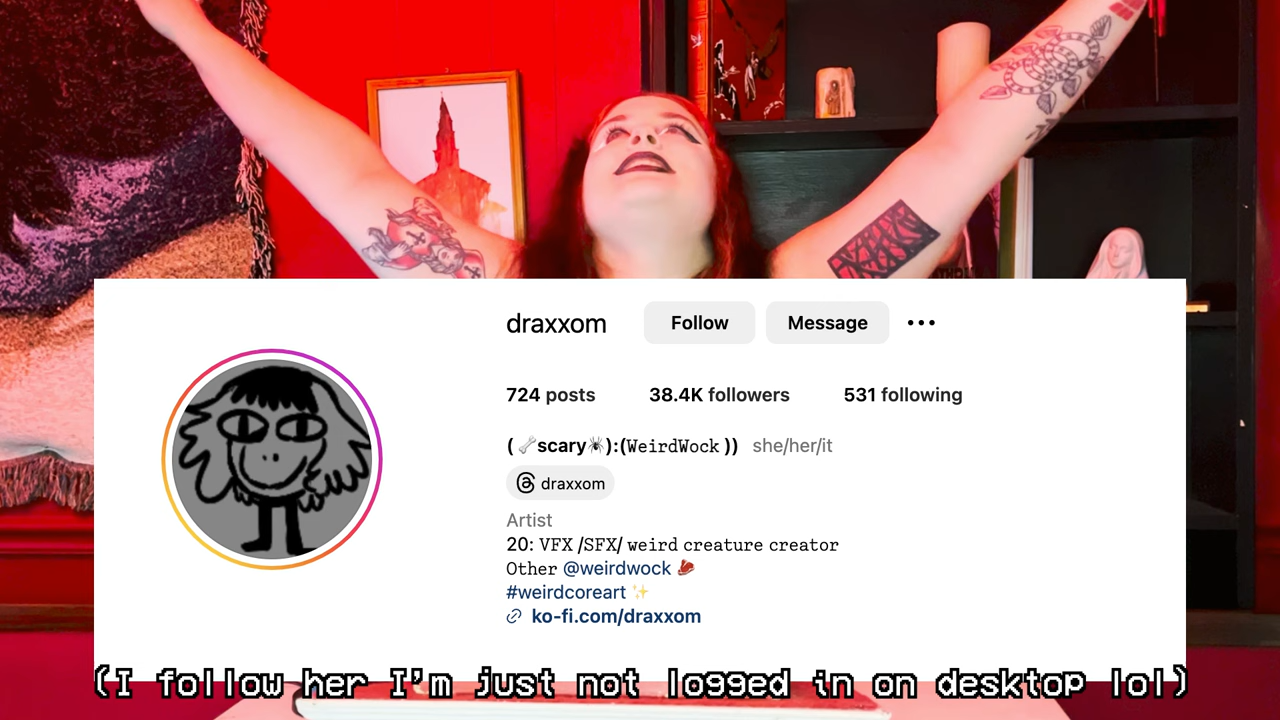 draxxom Follow Message •••
724 posts 38.4K followers 531 following
( 🦴scary🕷):(WeirdWock )) she/her/it
draxxom
Artist
20: VFX /SFX/ weird creature creator
Other @weirdwock 🥩
#weirdcoreart ✨
ko-fi.com/draxxom
(I follow her I'm just not logged in on desktop lol)